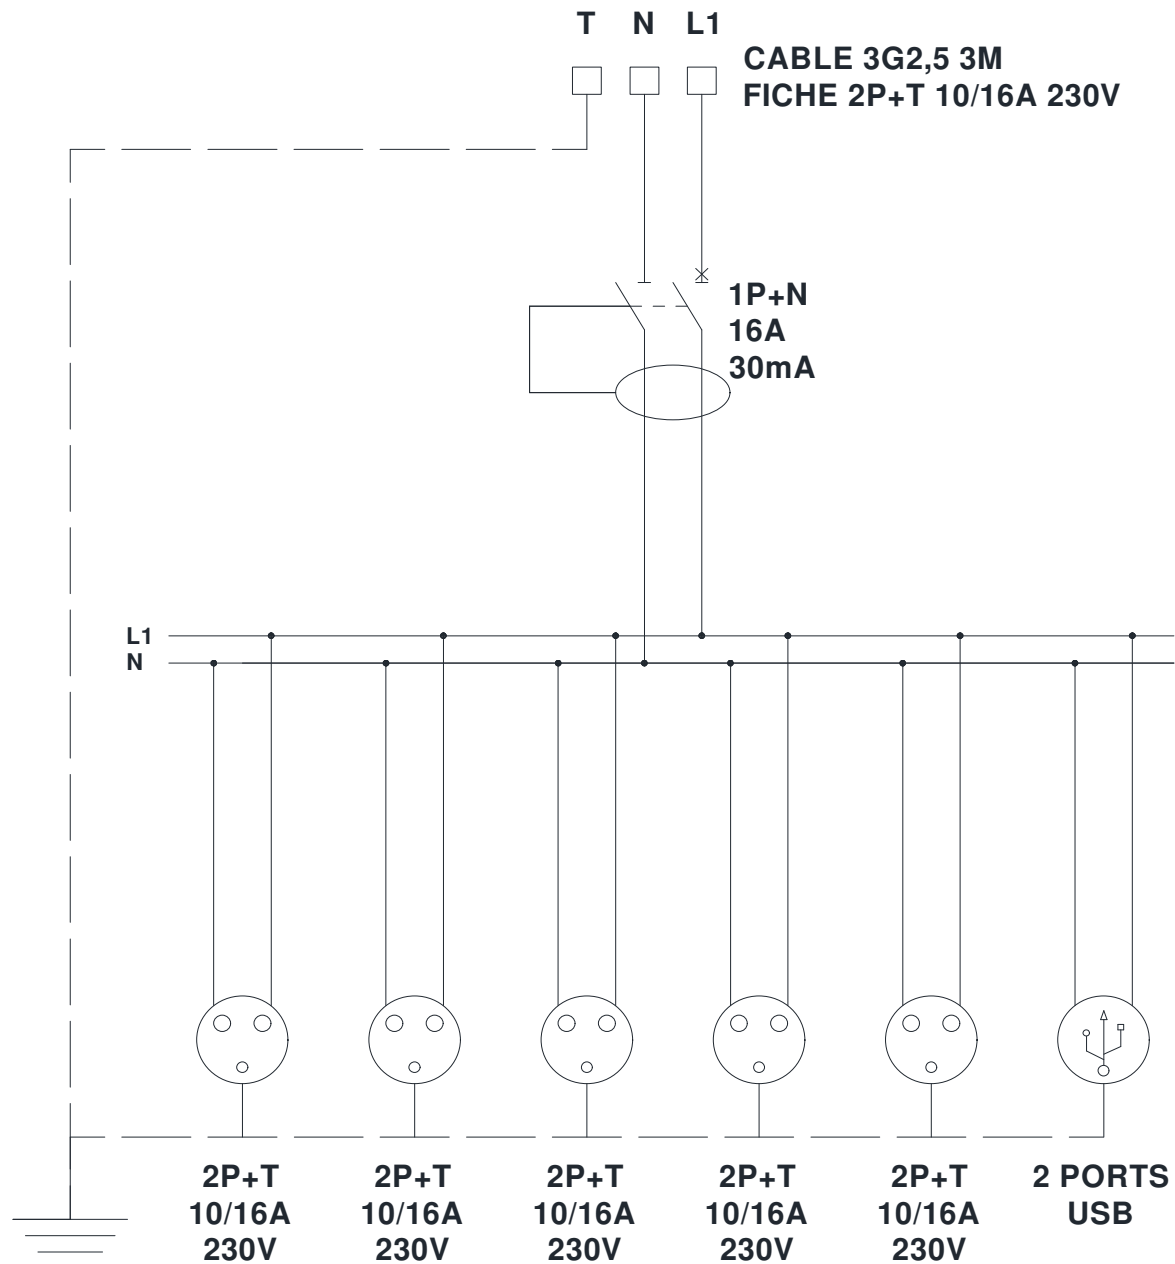 T N L1
CABLE 3G2,5 3M
FICHE 2P+T 10/16A 230V
1P+N
16A
30mA
L1
N
2P+T
10/16A
230V
2P+T
10/16A
230V
2P+T
10/16A
230V
2P+T
10/16A
230V
2P+T
10/16A
230V
2 PORTS
USB